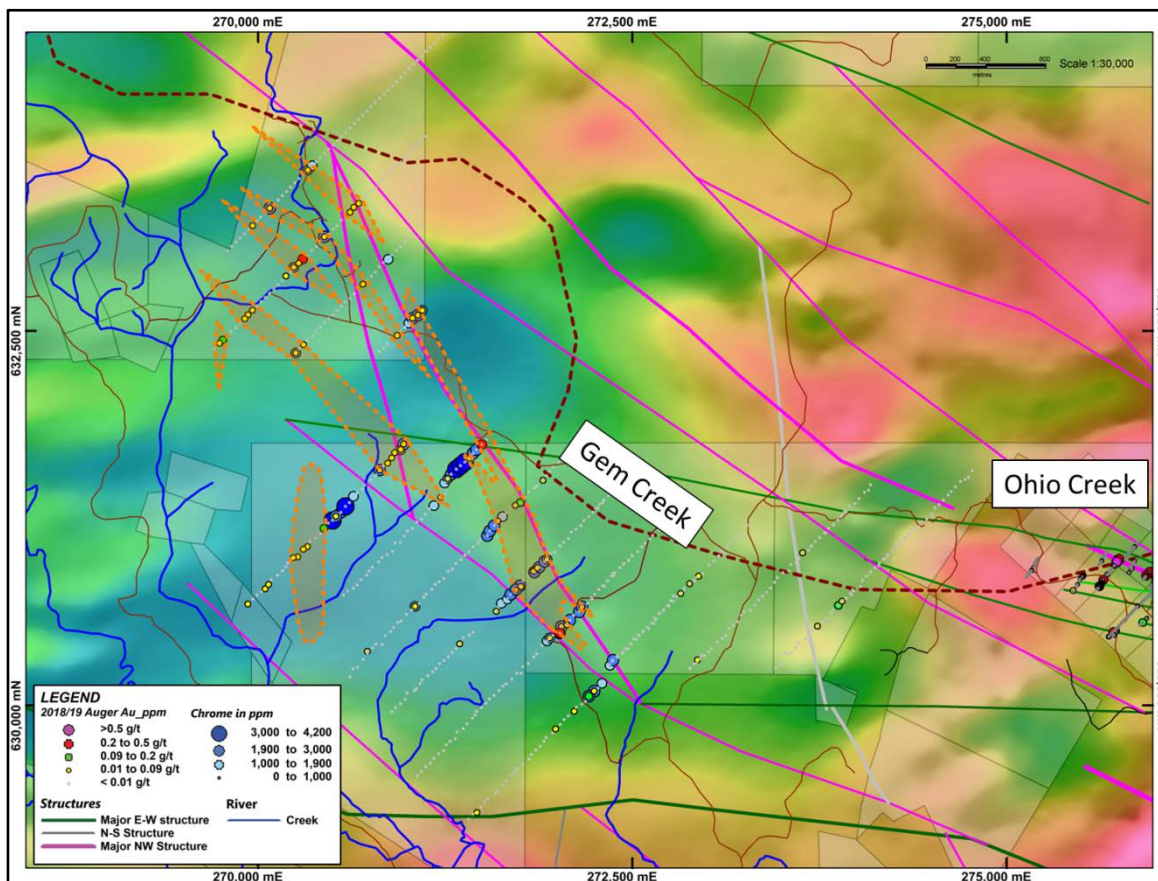 270,000 mE 272,500 mE 275,000 mE
0 200 400 800
metres
Scale 1:30,000
632,500 mN
Gem Creek
Ohio Creek
630,000 mN
LEGEND
2018/19 Auger Au_ppm Chrome in ppm
>0.5 g/t 3,000 to 4,200
0.2 to 0.5 g/t 1,900 to 3,000
0.09 to 0.2 g/t 1,000 to 1,900
0.01 to 0.09 g/t 0 to 1,000
< 0.01 g/t
Structures River
Major E-W structure Creek
N-S Structure
Major NW Structure
270,000 mE 272,500 mE 275,000 mE